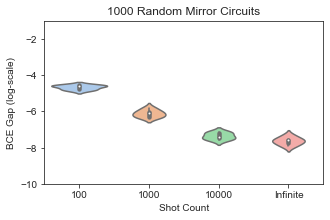 1000 Random Mirror Circuits
BCE Gap (log-scale)
−2
−4
−6
−8
−10
100
1000
10000
Infinite
Shot Count